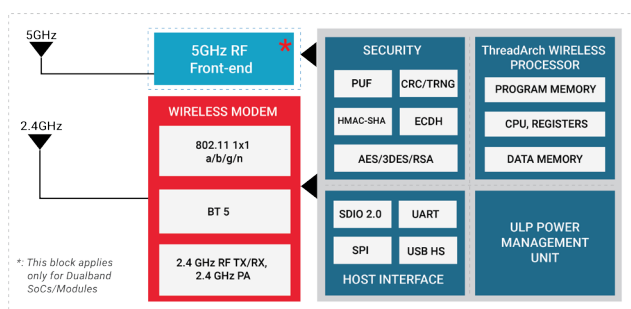 5GHz
5GHz RF
Front-end
*
2.4GHz
WIRELESS MODEM
802.11 1x1
a/b/g/n
BT 5
2.4 GHz RF TX/RX,
2.4 GHz PA
*: This block applies
only for Dualband
SoCs/Modules
SECURITY
PUF
CRC/TRNG
HMAC-SHA
ECDH
AES/3DES/RSA
ThreadArch WIRELESS
PROCESSOR
PROGRAM MEMORY
CPU, REGISTERS
DATA MEMORY
SDIO 2.0
UART
SPI
USB HS
HOST INTERFACE
ULP POWER
MANAGEMENT
UNIT